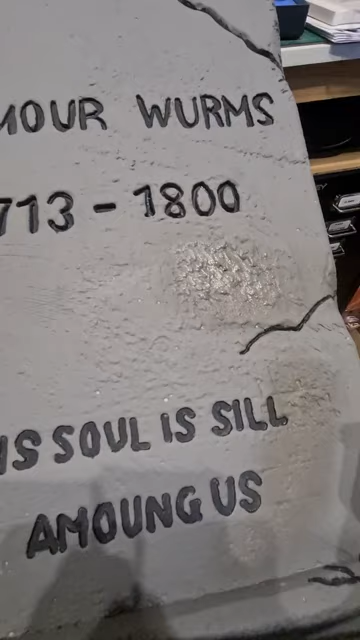 MOUR WURMS
713 - 1800
IS SOUL IS SILL
AMOUNG US